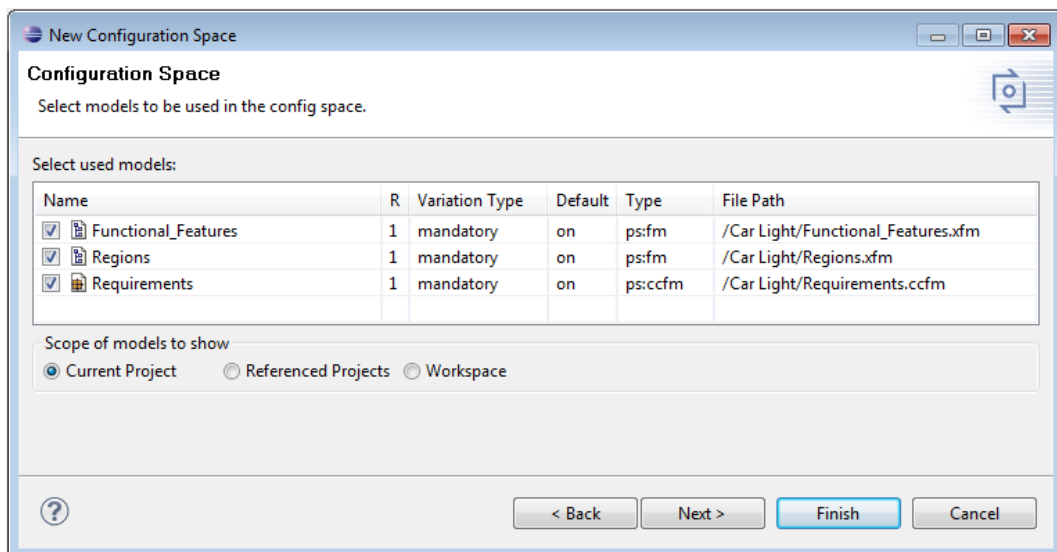 New Configuration Space
Configuration Space
Select models to be used in the config space.
Select used models:
Name R Variation Type Default Type File Path
Functional_Features 1 mandatory on ps:fm /Car Light/Functional_Features.xfm
Regions 1 mandatory on ps:fm /Car Light/Regions.xfm
Requirements 1 mandatory on ps:ccfm /Car Light/Requirements.ccfm
Scope of models to show
Current Project Referenced Projects Workspace
? < Back Next > Finish Cancel